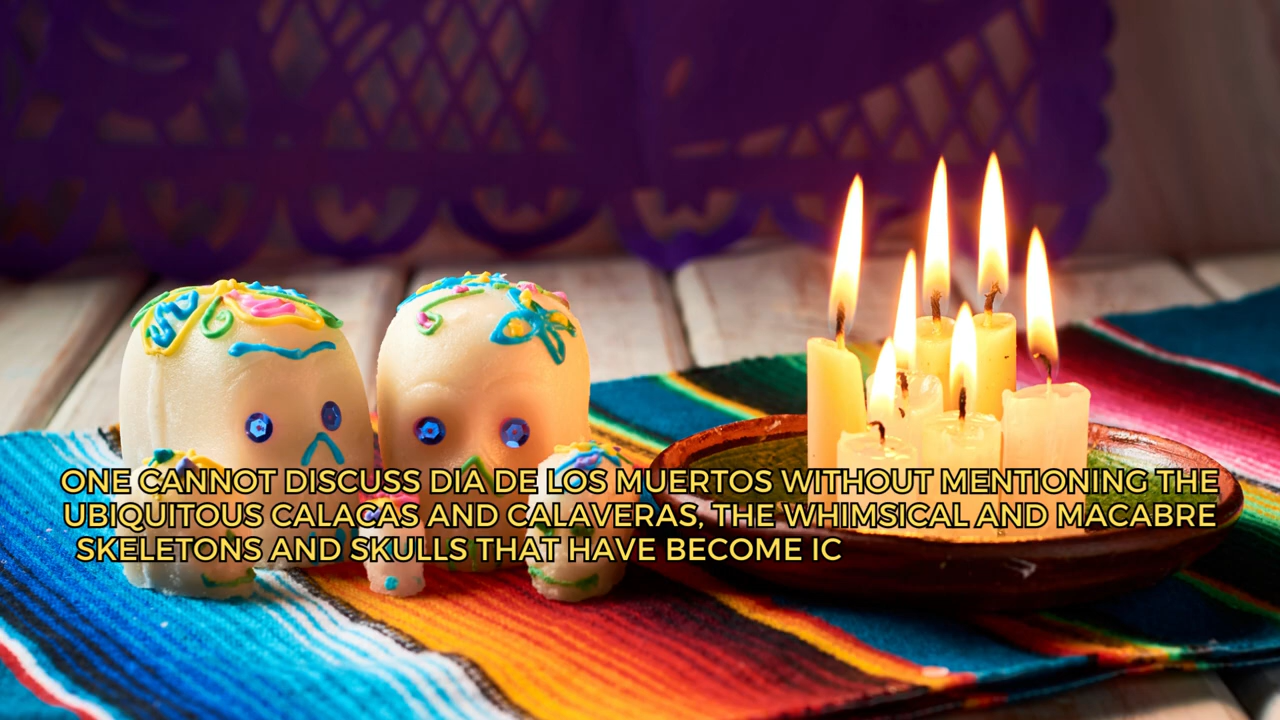 ONE CANNOT DISCUSS DIA DE LOS MUERTOS WITHOUT MENTIONING THE
UBIQUITOUS CALACAS AND CALAVERAS, THE WHIMSICAL AND MACABRE
SKELETONS AND SKULLS THAT HAVE BECOME IC